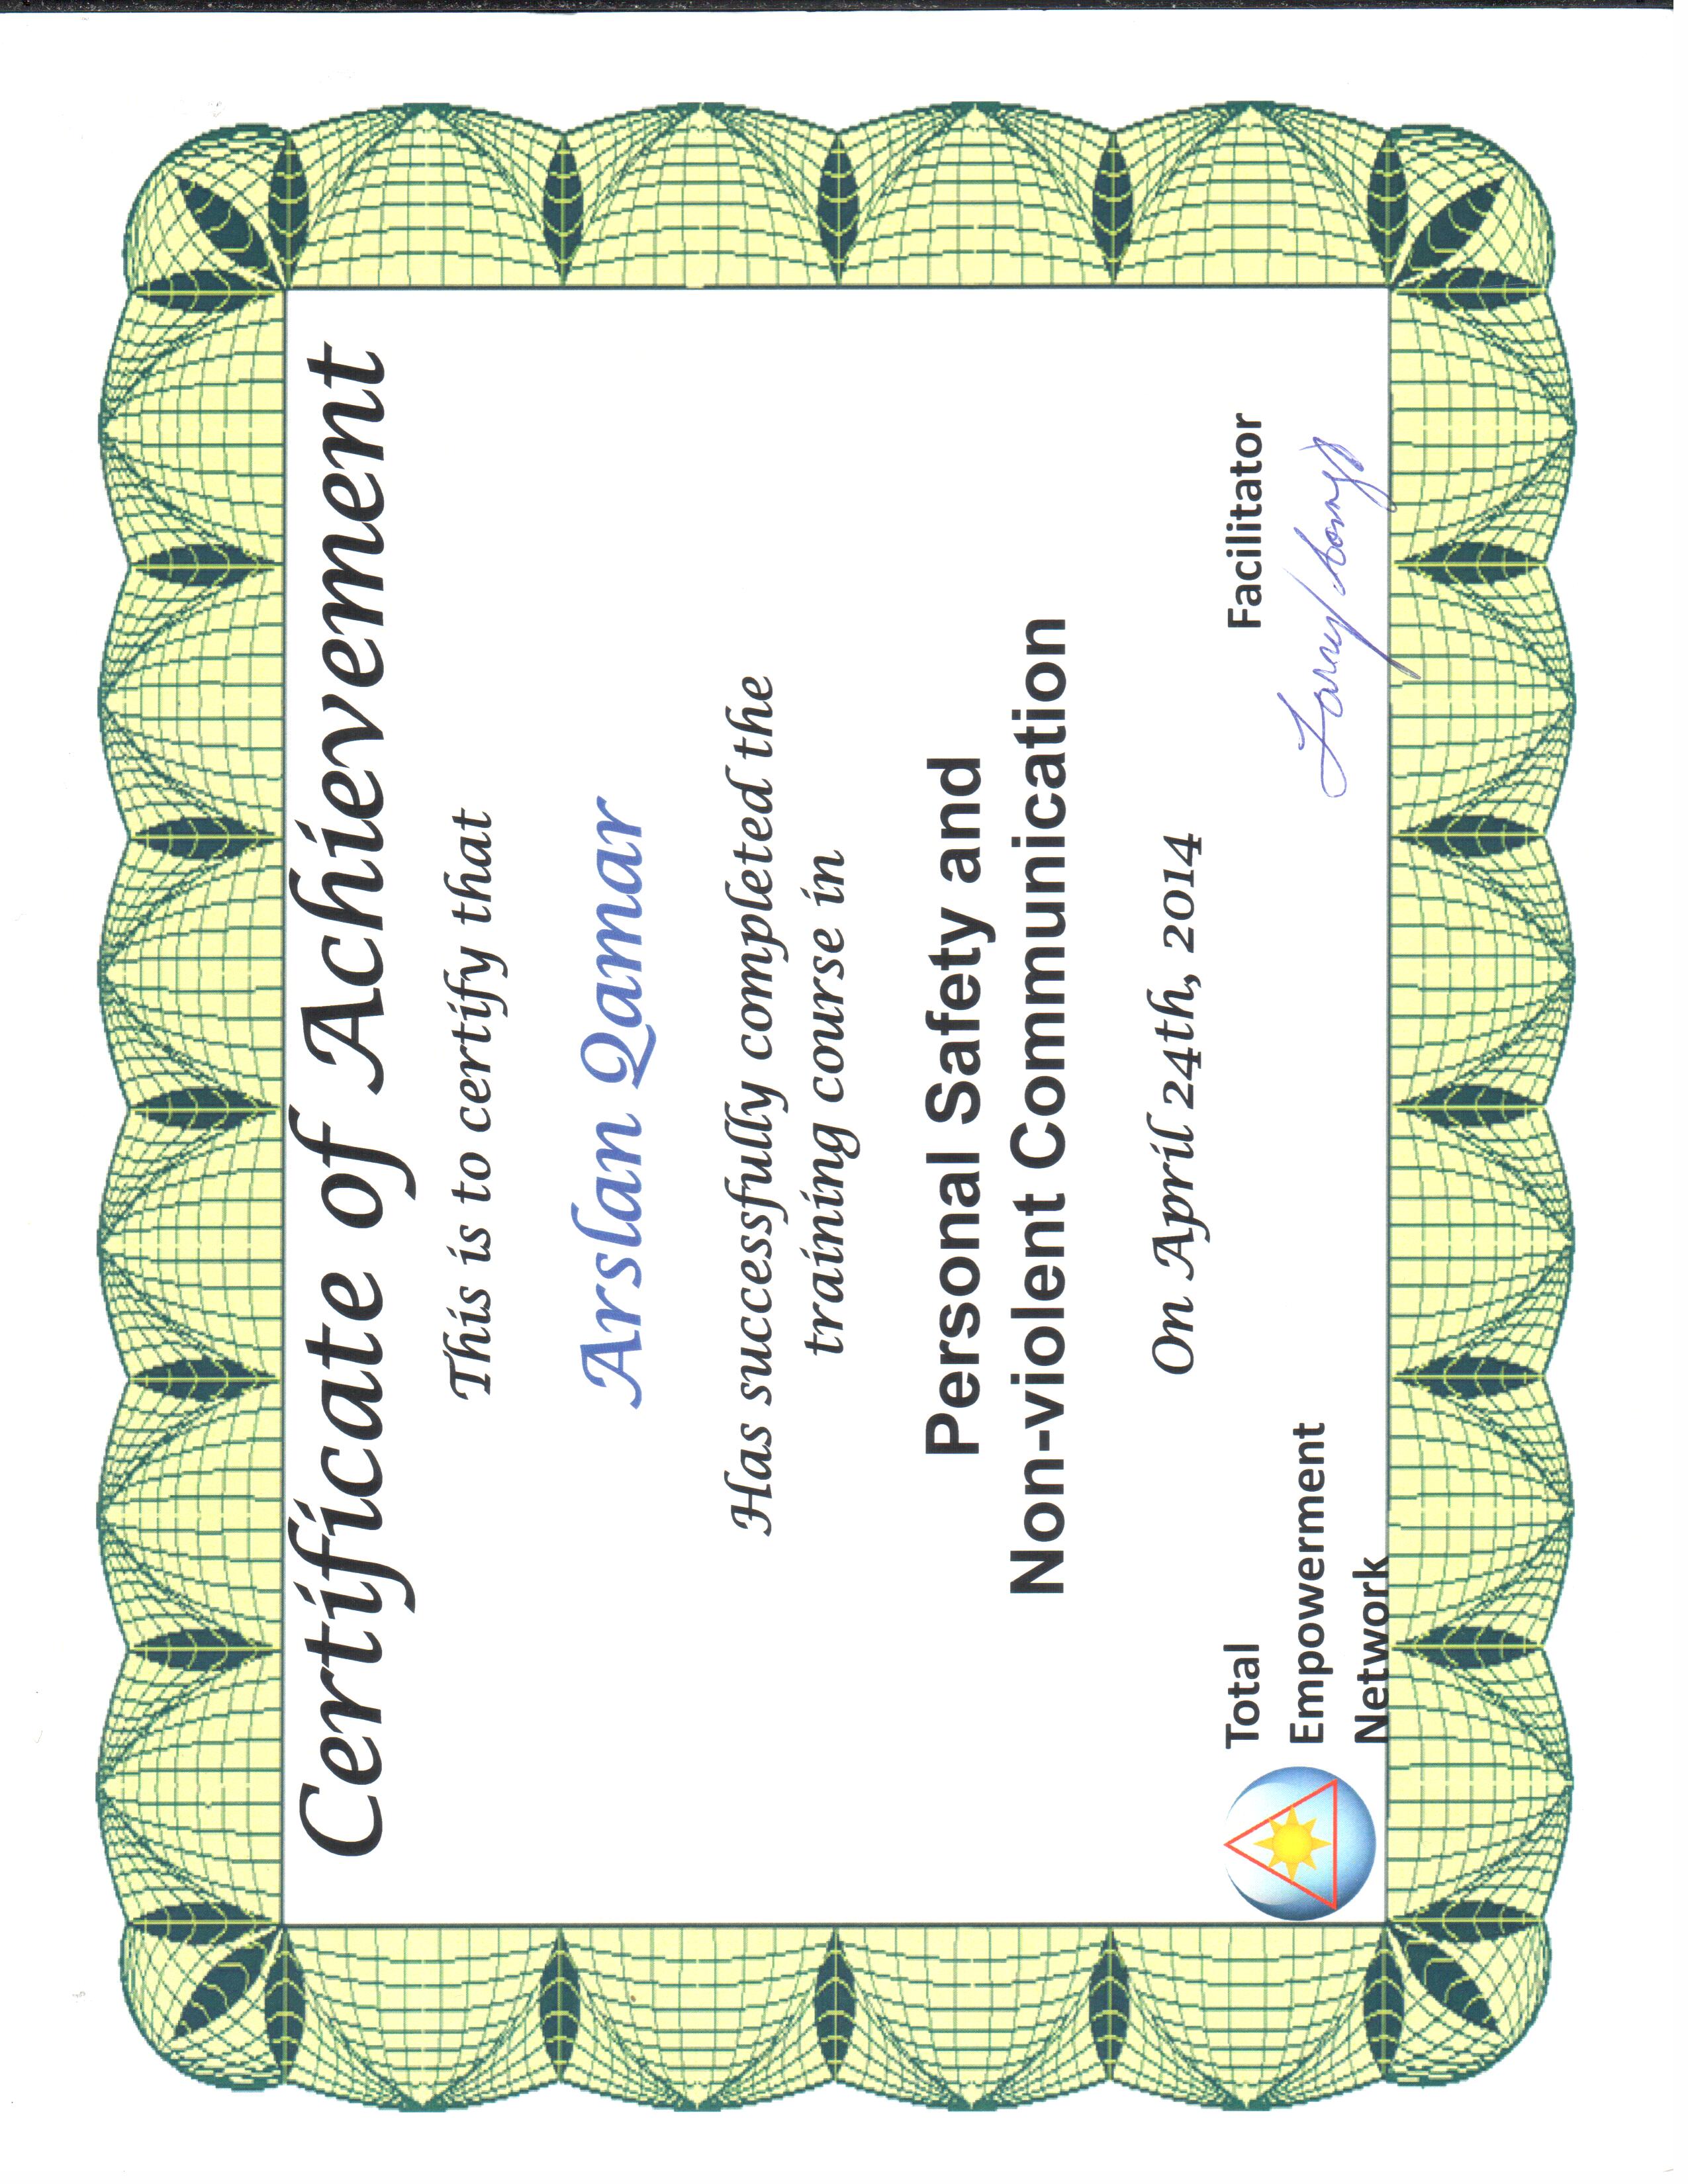 Certificate of Achievement
This is to certify that
Arslan Qamar
Has successfully completed the
training course in
Personal Safety and
Non-violent Communication
On April 24th, 2014
Total
Empowerment
Network
Facilitator
Larry